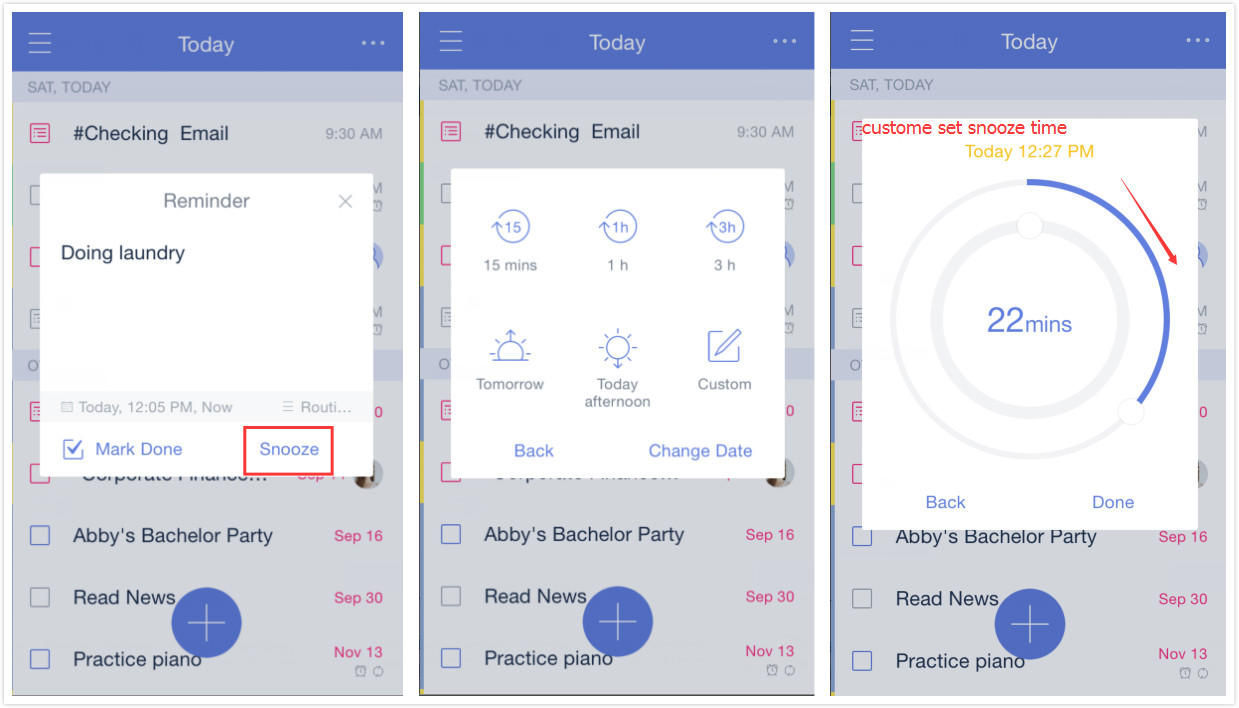 Today
SAT, TODAY
#Checking Email 9:30 AM
M
Reminder
Doing laundry
M
Today, 12:05 PM, Now Routi...
0
Mark Done Snooze
Abby's Bachelor Party Sep 16
Read News Sep 30
Practice piano Nov 13
Today
SAT, TODAY
#Checking Email 9:30 AM
M
15 1h 3h
15 mins 1 h 3 h
M
Tomorrow Today afternoon Custom
0
Back Change Date
Abby's Bachelor Party Sep 16
Read News Sep 30
Practice piano Nov 13
Today
SAT, TODAY
custome set snooze time
M
Today 12:27 PM
M
22mins
M
0
Back Done
Abby's Bachelor Party Sep 16
Read News Sep 30
Practice piano Nov 13